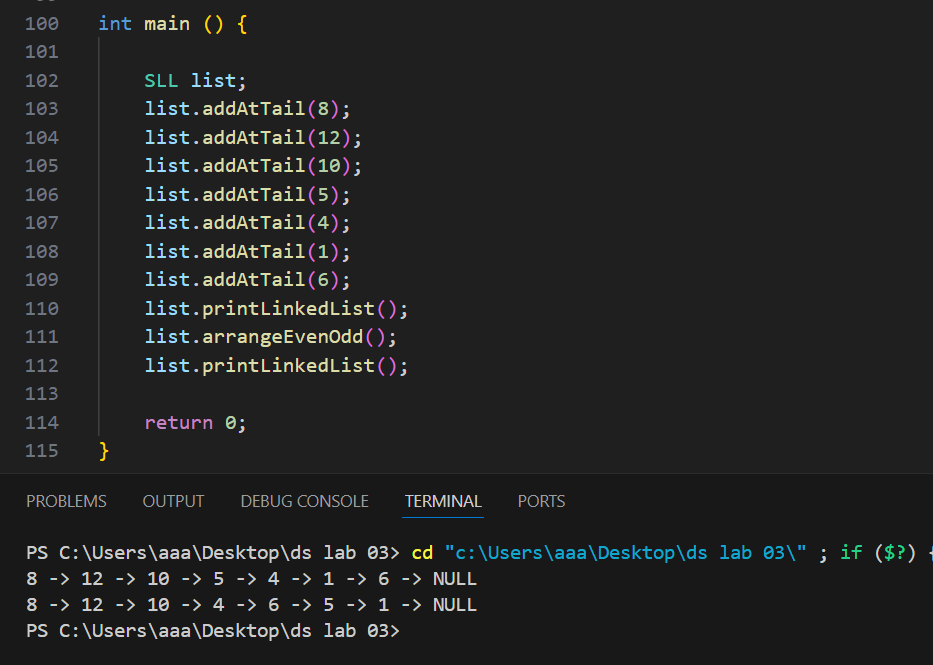 100 int main () {
101
102 SLL list;
103 list.addAtTail(8);
104 list.addAtTail(12);
105 list.addAtTail(10);
106 list.addAtTail(5);
107 list.addAtTail(4);
108 list.addAtTail(1);
109 list.addAtTail(6);
110 list.printLinkedList();
111 list.arrangeEvenOdd();
112 list.printLinkedList();
113
114 return 0;
115 }
PROBLEMS OUTPUT DEBUG CONSOLE TERMINAL PORTS
PS C:\Users\aaa\Desktop\ds lab 03> cd "c:\Users\aaa\Desktop\ds lab 03\" ; if ($?) {
8 -> 12 -> 10 -> 5 -> 4 -> 1 -> 6 -> NULL
8 -> 12 -> 10 -> 4 -> 6 -> 5 -> 1 -> NULL
PS C:\Users\aaa\Desktop\ds lab 03>